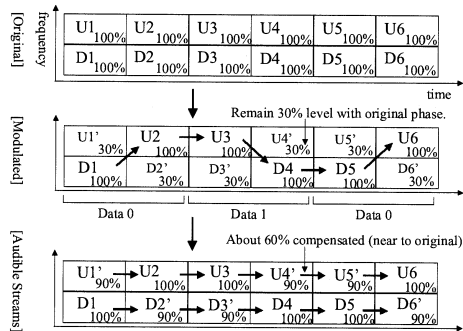 [Original]
frequency
U1 100% U2 100% U3 100% U4 100% U5 100% U6 100%
D1 100% D2 100% D3 100% D4 100% D5 100% D6 100%
time
Remain 30% level with original phase.
[Modulated]
U1' 30% U2 100% U3 100% U4' 30% U5' 30% U6 100%
D1 100% D2' 30% D3' 30% D4 100% D5 100% D6' 30%
Data 0 Data 1 Data 0
About 60% compensated (near to original)
[Audible Streams]
U1' 90% U2 100% U3 100% U4' 90% U5' 90% U6 100%
D1 100% D2' 90% D3' 90% D4 100% D5 100% D6' 90%